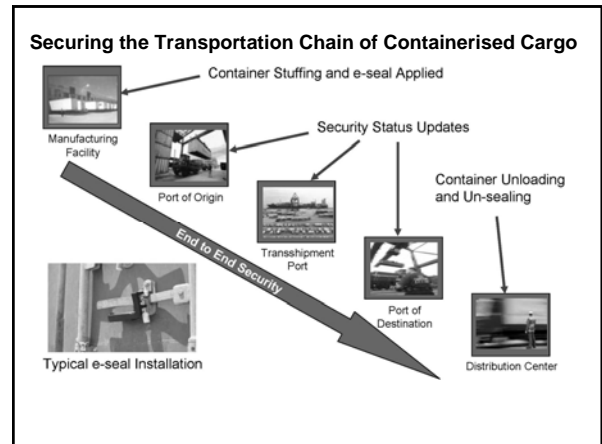 Securing the Transportation Chain of Containerised Cargo
Container Stuffing and e-seal Applied
Manufacturing
Facility
Security Status Updates
Port of Origin
Container Unloading
and Un-sealing
Transshipment
Port
End to End Security
Port of
Destination
Typical e-seal Installation
Distribution Center